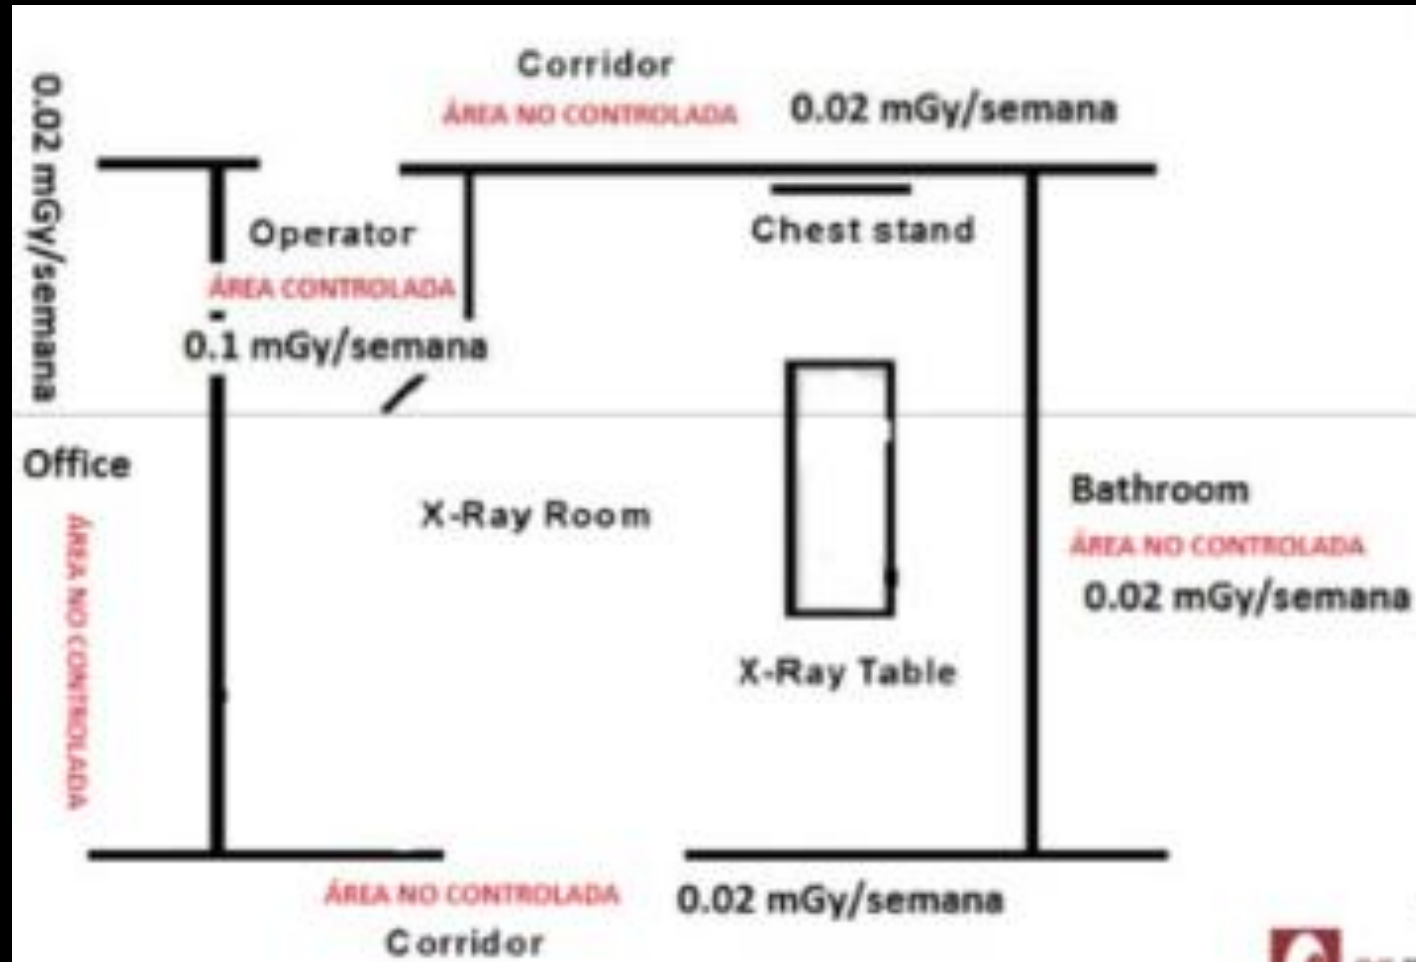 Corridor
ÁREA NO CONTROLADA
0.02 mGy/semana
0.02 mGy/semana
Operator
ÁREA CONTROLADA
0.1 mGy/semana
Chest stand
Office
ÁREA NO CONTROLADA
X-Ray Room
Bathroom
ÁREA NO CONTROLADA
0.02 mGy/semana
X-Ray Table
ÁREA NO CONTROLADA
0.02 mGy/semana
Corridor